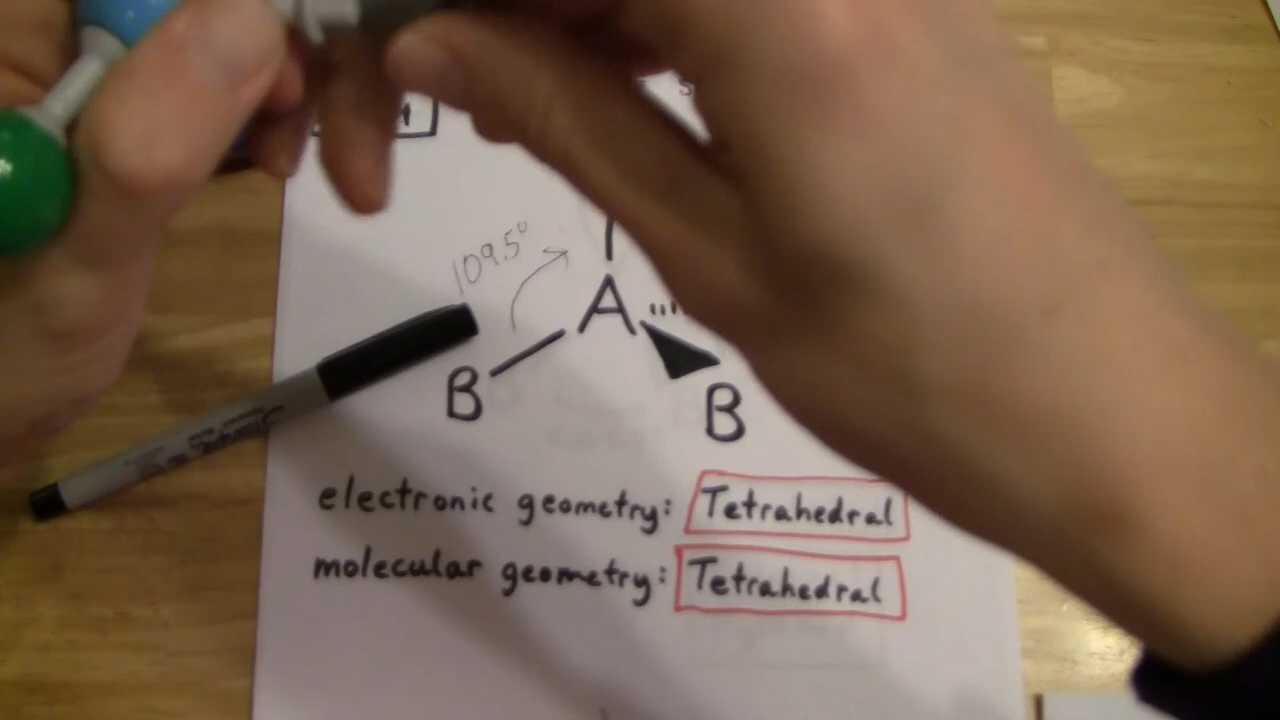 109.5°
A
B
B
electronic geometry: Tetrahedral
molecular geometry: Tetrahedral